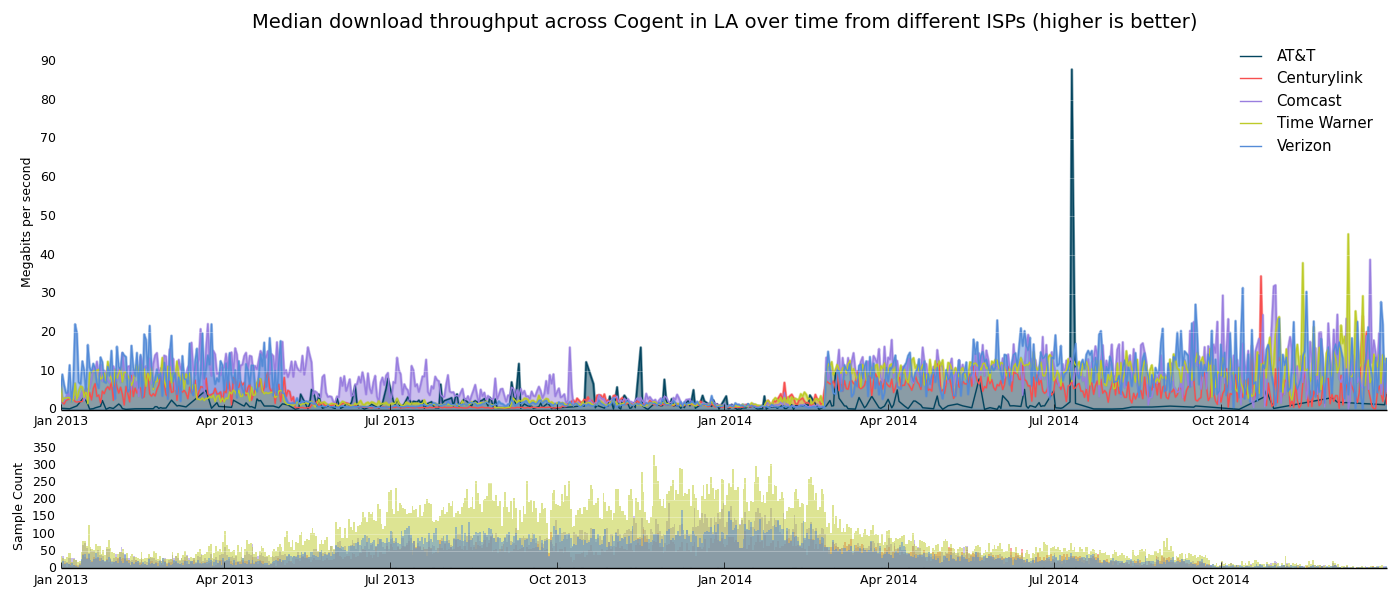 Median download throughput across Cogent in LA over time from different ISPs (higher is better)
AT&T
Centurylink
Comcast
Time Warner
Verizon
Megabits per second
90
80
70
60
50
40
30
20
10
0
Jan 2013 Apr 2013 Jul 2013 Oct 2013 Jan 2014 Apr 2014 Jul 2014 Oct 2014
Sample Count
350
300
250
200
150
100
50
0
Jan 2013 Apr 2013 Jul 2013 Oct 2013 Jan 2014 Apr 2014 Jul 2014 Oct 2014